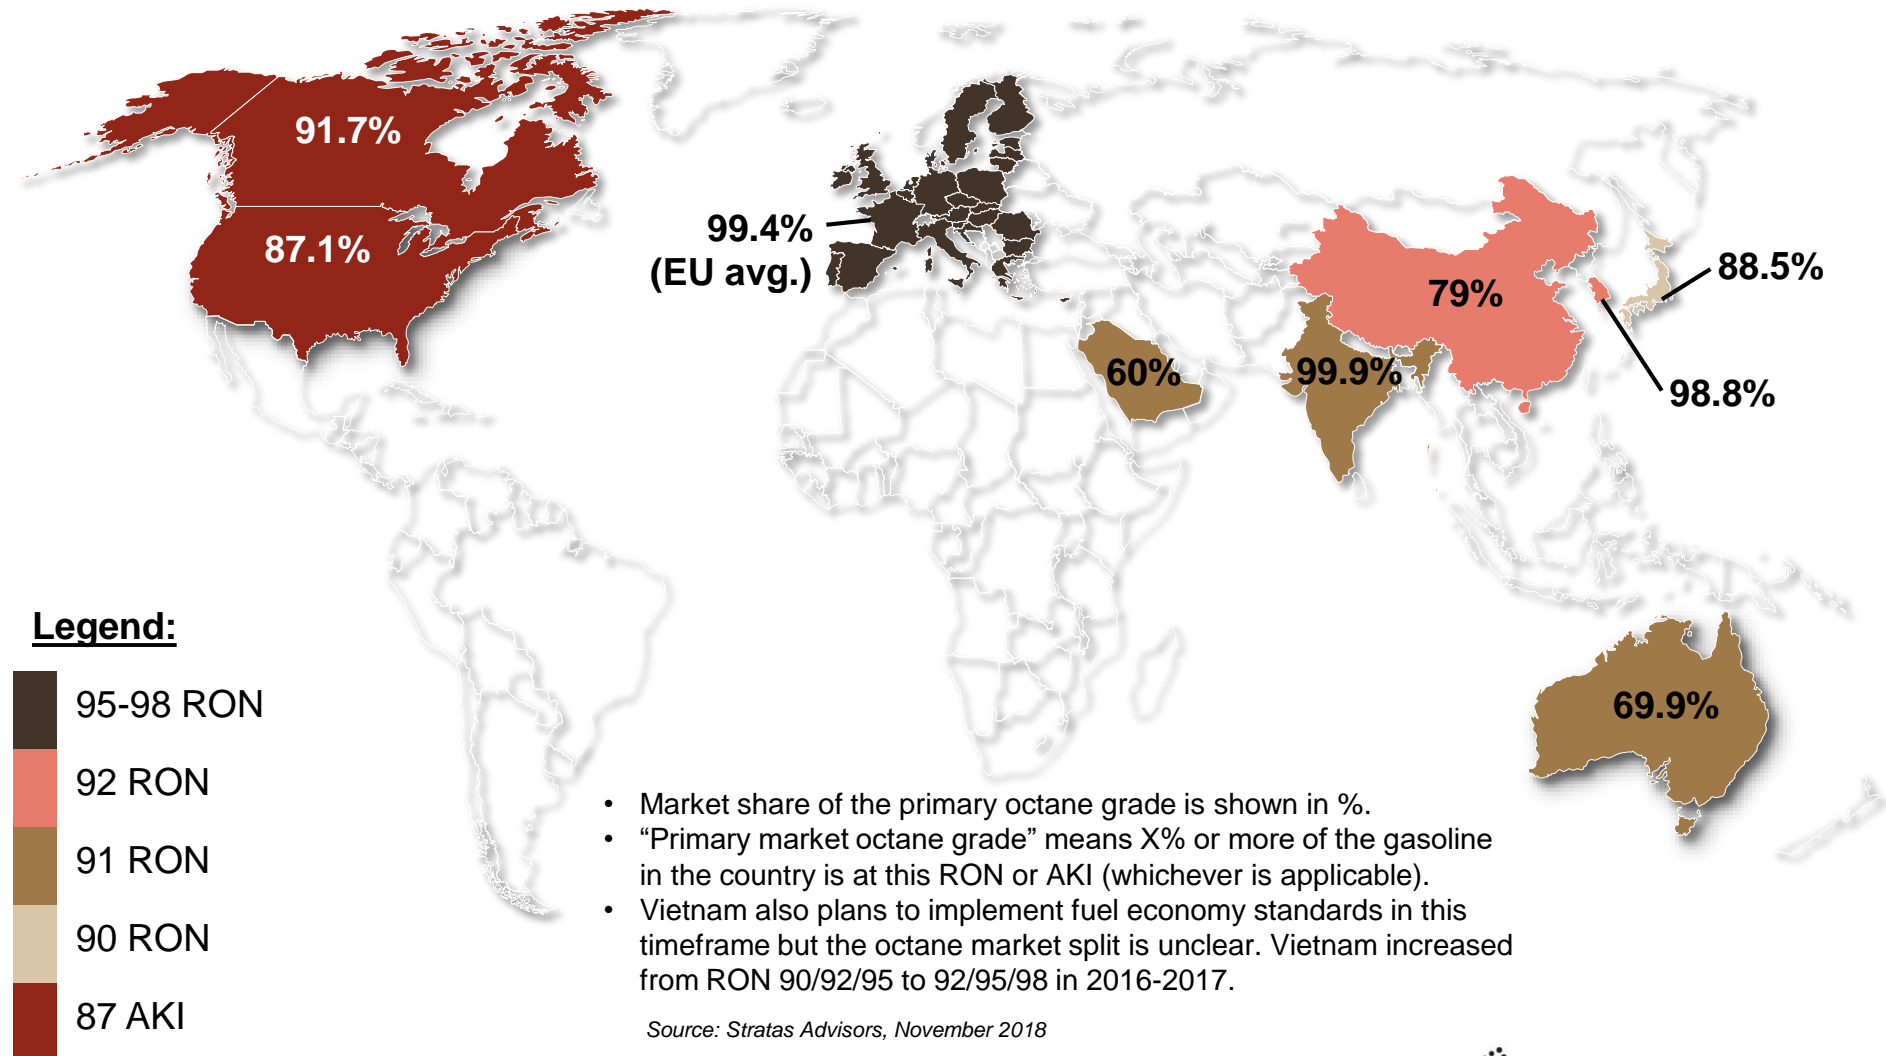 91.7%
87.1%
99.4%
(EU avg.)
60%
99.9%
79%
88.5%
98.8%
69.9%
Legend:
95-98 RON
92 RON
91 RON
90 RON
87 AKI
• Market share of the primary octane grade is shown in %.
• “Primary market octane grade” means X% or more of the gasoline
in the country is at this RON or AKI (whichever is applicable).
• Vietnam also plans to implement fuel economy standards in this
timeframe but the octane market split is unclear. Vietnam increased
from RON 90/92/95 to 92/95/98 in 2016-2017.
Source: Stratas Advisors, November 2018